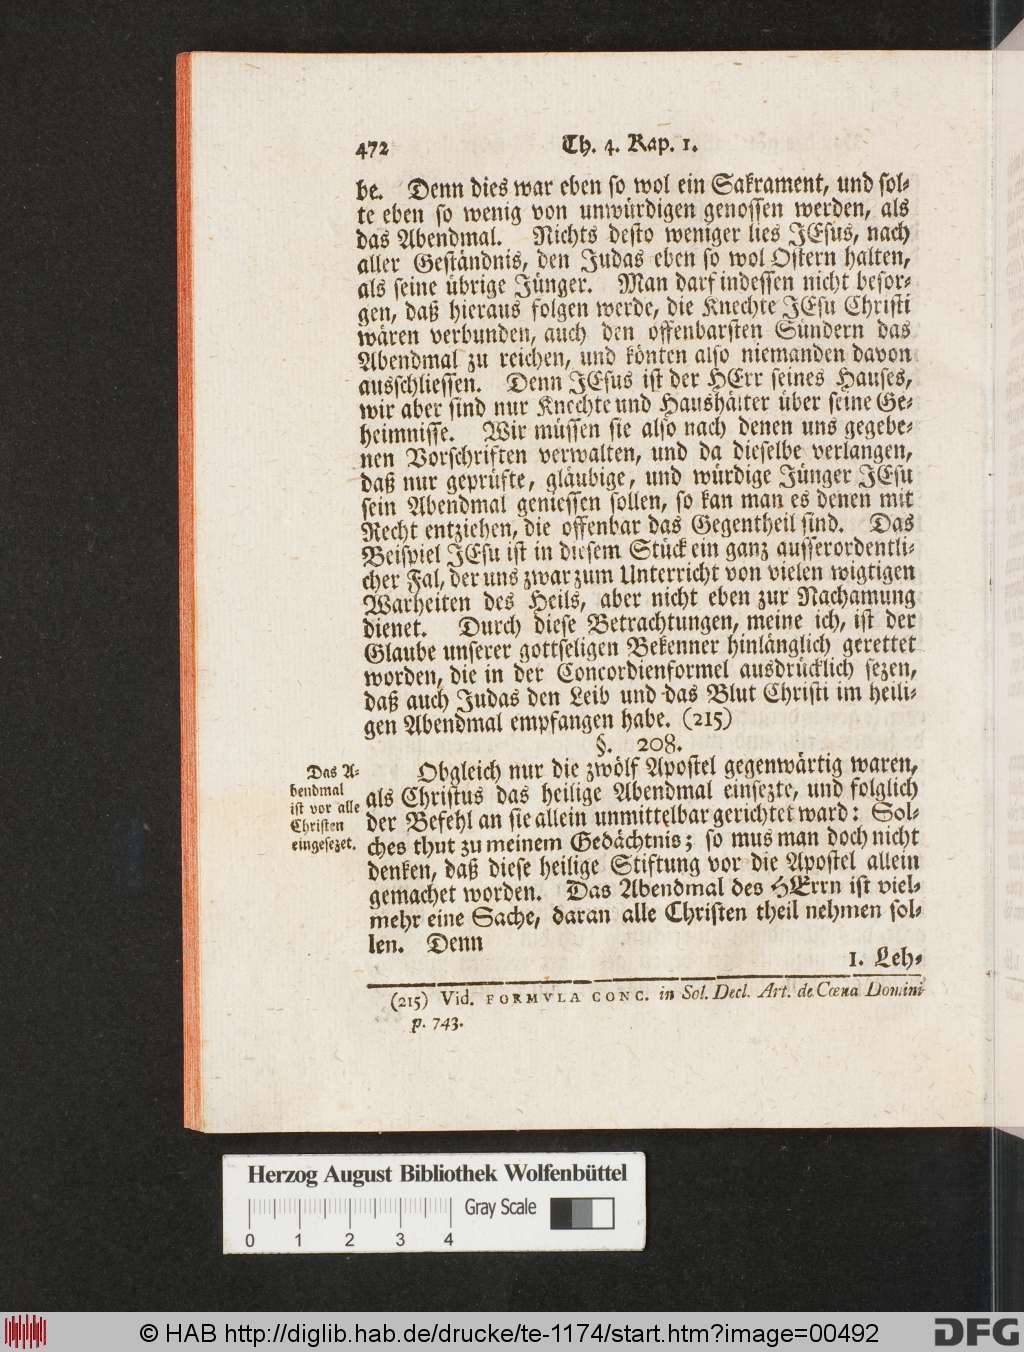 472 Th. 4. Kap. 1.
be. Denn dies war eben so wol ein Sakrament, und sol-
te eben so wenig von unwürdigen genossen werden, als
das Abendmal. Nichts desto weniger lies JEsus, nach
aller Geständnis, den Judas eben so wol Ostern halten,
als seine übrige Jünger. Man darf indessen nicht besor-
gen, daß hieraus folgen werde, die Knechte JEsu Christi
wären verbunden, auch den offenbarsten Sündern das
Abendmal zu reichen, und könten also niemanden davon
ausschliessen. Denn JEsus ist der HErr seines Hauses,
wir aber sind nur Knechte und Haushälter über seine Ge-
heimnisse. Wir müssen sie also nach denen uns gegebe-
nen Vorschriften verwalten, und da dieselbe verlangen,
daß nur geprüfte, gläubige, und würdige Jünger JEsu
sein Abendmal geniessen sollen, so kan man es denen mit
Recht entziehen, die offenbar das Gegentheil sind. Das
Beispiel JEsu ist in diesem Stück ein ganz ausserordentli-
cher Fal, der uns zwar zum Unterricht von vielen wigtigen
Warheiten des Heils, aber nicht eben zur Nachamung
dienet. Durch diese Betrachtungen, meine ich, ist der
Glaube unserer gottseligen Bekenner hinlänglich gerettet
worden, die in der Concordienformel ausdrücklich sezen,
daß auch Judas den Leib und das Blut Christi im heili-
gen Abendmal empfangen habe. (215)
§. 208.
Das A-
bendmal
ist vor alle
Christen
eingesezet.
Obgleich nur die zwölf Apostel gegenwärtig waren,
als Christus das heilige Abendmal einsezte, und folglich
der Befehl an sie allein unmittelbar gerichtet ward: Sol-
ches thut zu meinem Gedächtnis; so mus man doch nicht
denken, daß diese heilige Stiftung vor die Apostel allein
gemachet worden. Das Abendmal des HErrn ist viel-
mehr eine Sache, daran alle Christen theil nehmen sol-
len. Denn
1. Leh-
(215) Vid. FORMVLA CONC. in Sol. Decl. Art. de Cœna Domini
p. 743.
Herzog August Bibliothek Wolfenbüttel
Gray Scale
0 1 2 3 4
© HAB http://diglib.hab.de/drucke/te-1174/start.htm?image=00492
DFG